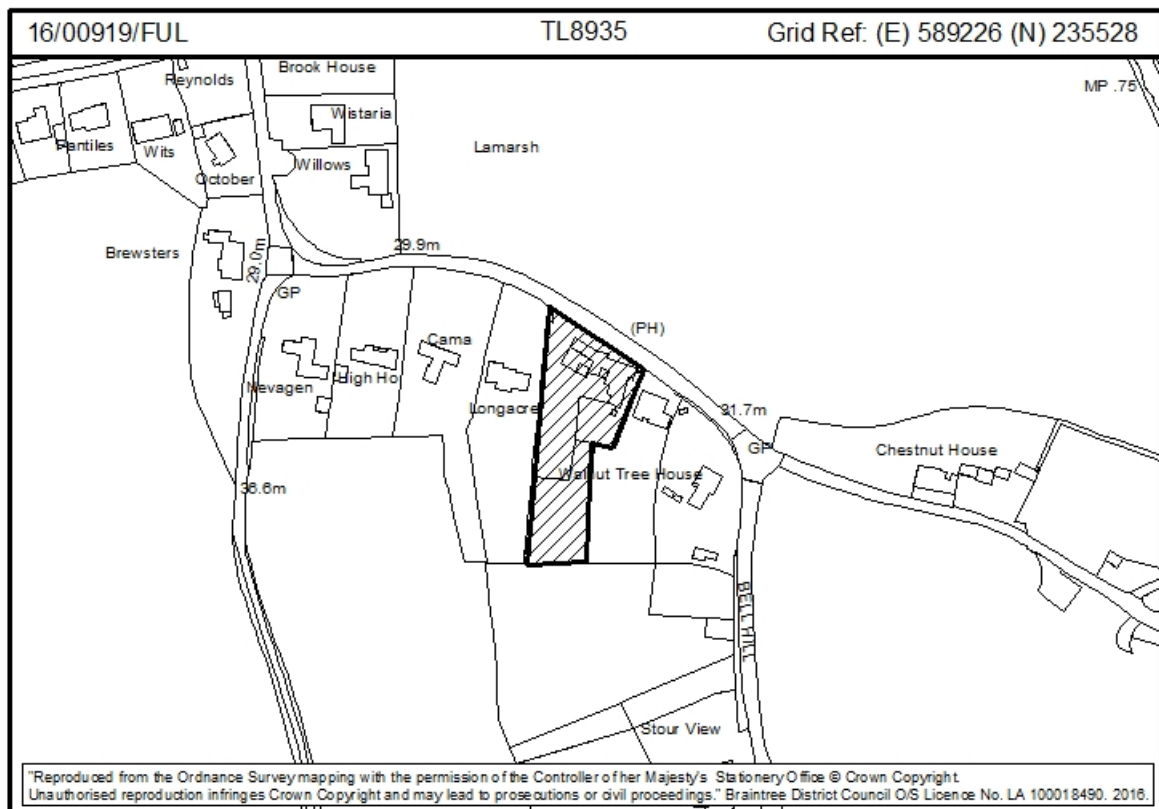 16/00919/FUL TL8935 Grid Ref: (E) 589226 (N) 235528
Brook House
Reynolds
MP .75
Wistaria
Pantiles
Wits
Lamarsh
Willows
October
29.9m
Brewsters
29.0m
GP
(PH)
Cama
High Ho
Nevagen
Longacre
31.7m
GP
Chestnut House
Walnut Tree House
36.6m
BELL HILL
Stour View
"Reproduced from the Ordnance Survey mapping with the permission of the Controller of her Majesty's Stationery Office © Crown Copyright.
Unauthorised reproduction infringes Crown Copyright and may lead to prosecutions or civil proceedings." Braintree District Council O/S Licence No. LA 100018490. 2016.